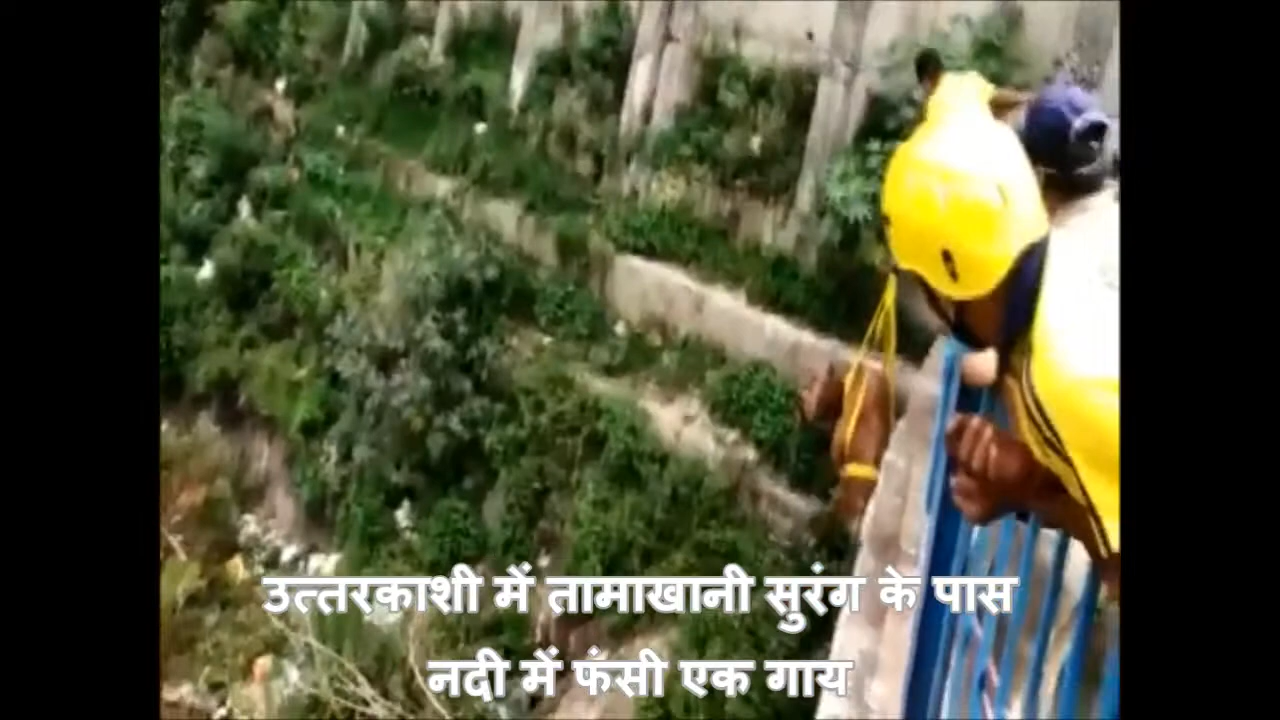 उत्तरकाशी में तामाखानी सुरंग के पास
नदी में फंसी एक गाय